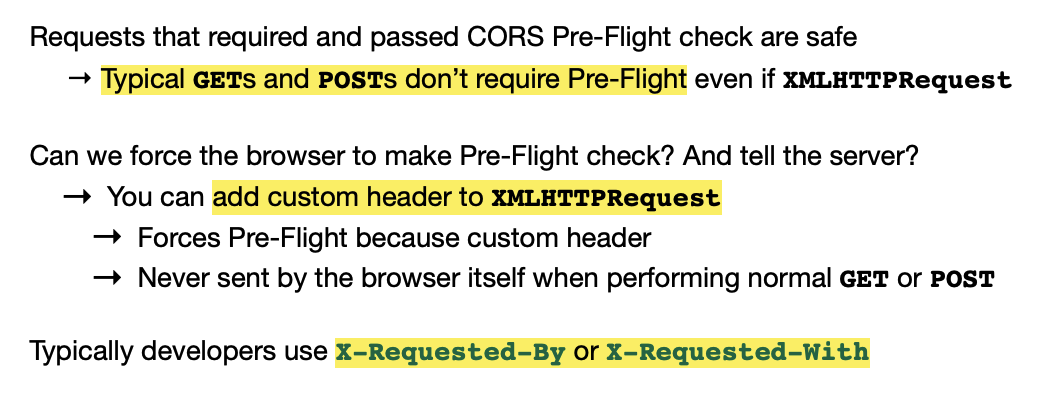 Requests that required and passed CORS Pre-Flight check are safe
→ Typical GETs and POSTs don’t require Pre-Flight even if XMLHTTPRequest
Can we force the browser to make Pre-Flight check? And tell the server?
→ You can add custom header to XMLHTTPRequest
→ Forces Pre-Flight because custom header
→ Never sent by the browser itself when performing normal GET or POST
Typically developers use X-Requested-By or X-Requested-With